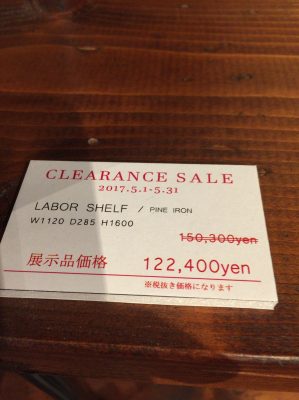 CLEARANCE SALE
2017.5.1-5.31
LABOR SHELF / PINE IRON
W1120 D285 H1600
150,300yen
展示品価格 122,400yen
※税抜き価格になります